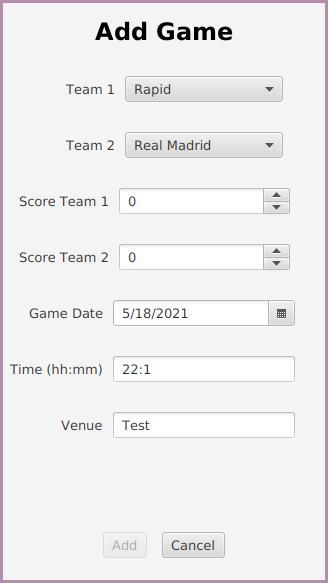 Add Game
Team 1 Rapid
Team 2 Real Madrid
Score Team 1 0
Score Team 2 0
Game Date 5/18/2021
Time (hh:mm) 22:1
Venue Test
Add Cancel